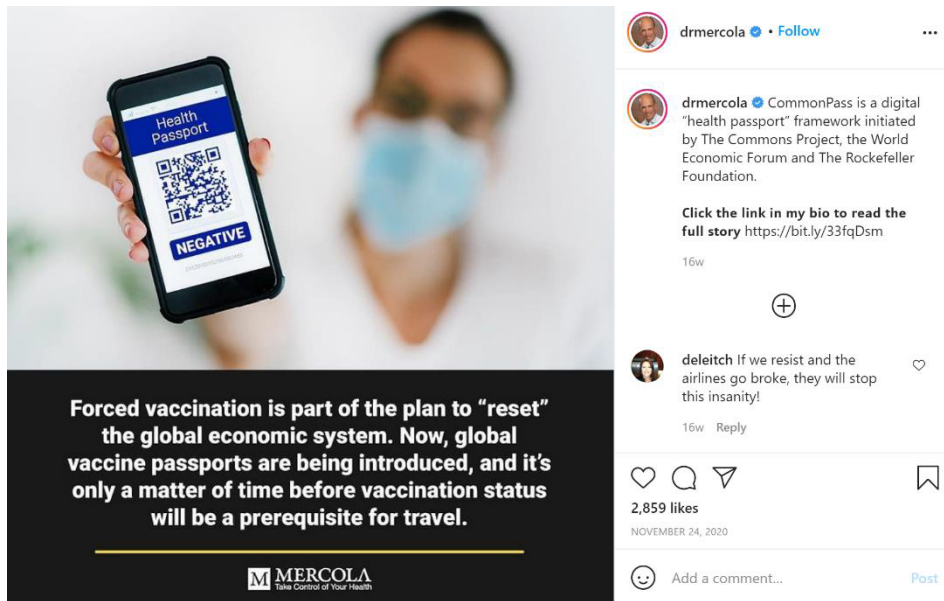 Health
Passport
NEGATIVE
Forced vaccination is part of the plan to “reset”
the global economic system. Now, global
vaccine passports are being introduced, and it’s
only a matter of time before vaccination status
will be a prerequisite for travel.
M MERCOLA
Take Control of Your Health
drmercola • Follow
drmercola CommonPass is a digital
“health passport” framework initiated
by The Commons Project, the World
Economic Forum and The Rockefeller
Foundation.
Click the link in my bio to read the
full story https://bit.ly/33fqDsm
16w
deleitch If we resist and the
airlines go broke, they will stop
this insanity!
16w Reply
2,859 likes
NOVEMBER 24, 2020
Add a comment...
Post